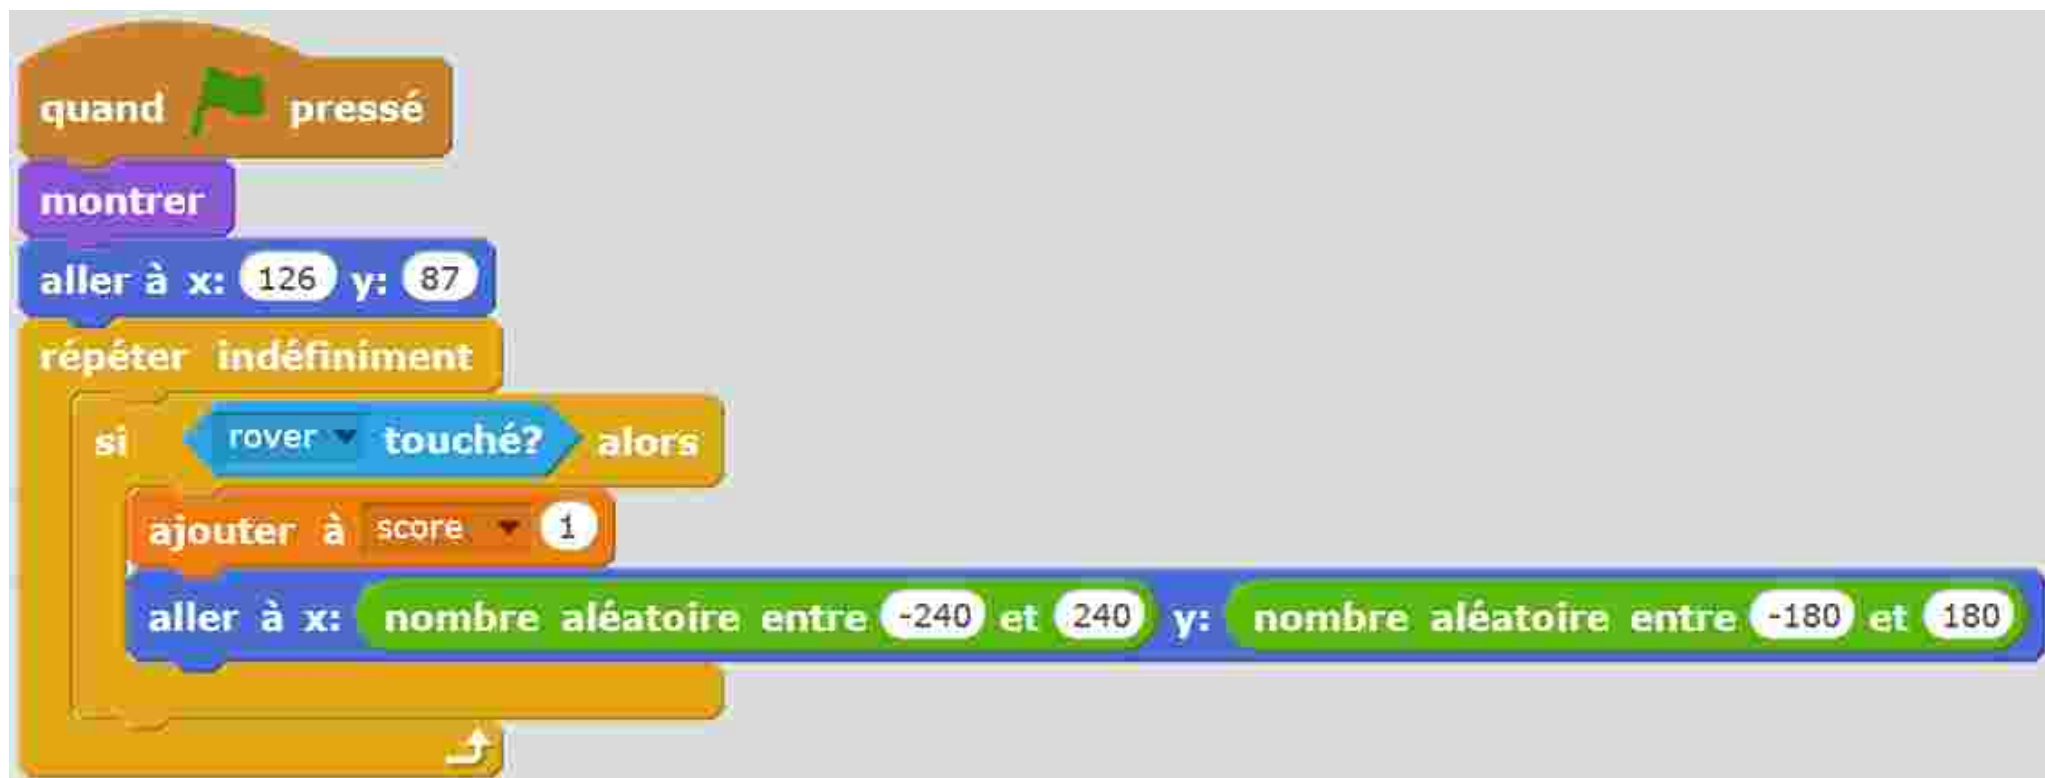 quand pressé
montrer
aller à x: 126 y: 87
répéter indéfiniment
si rover touché? alors
ajouter à score 1
aller à x: nombre aléatoire entre -240 et 240 y: nombre aléatoire entre -180 et 180